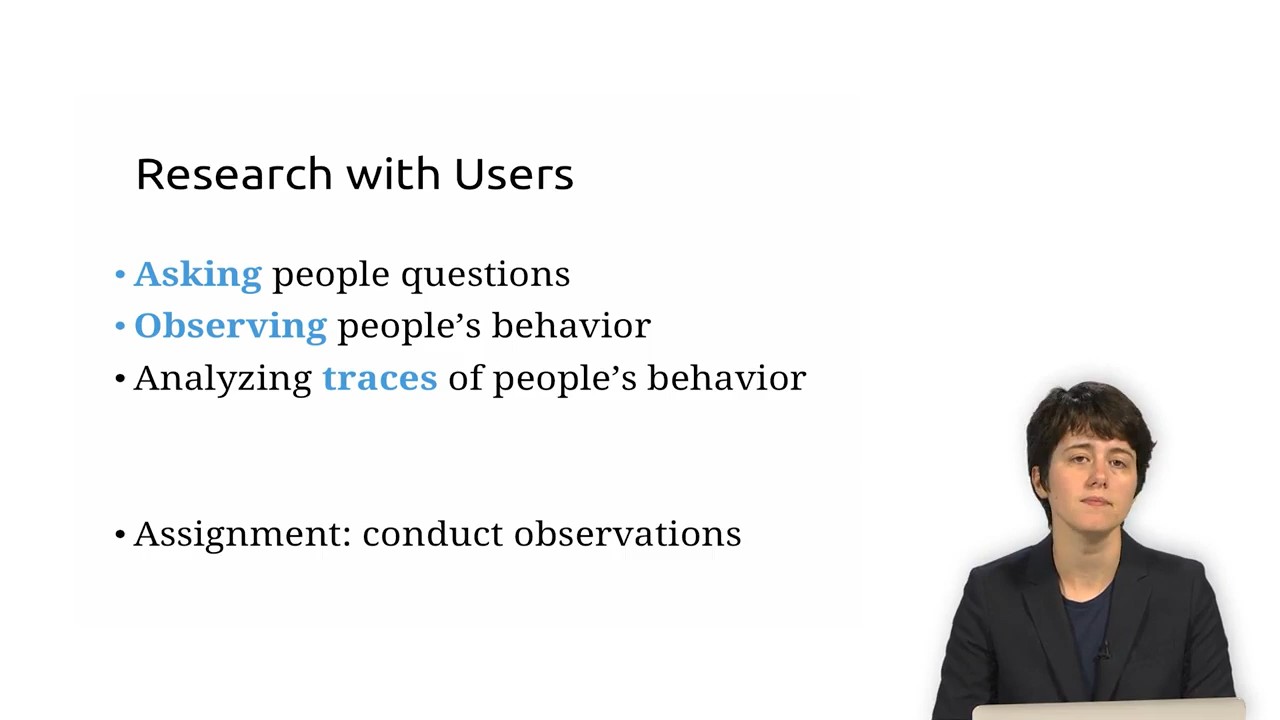 Research with Users
• Asking people questions
• Observing people’s behavior
• Analyzing traces of people’s behavior
• Assignment: conduct observations